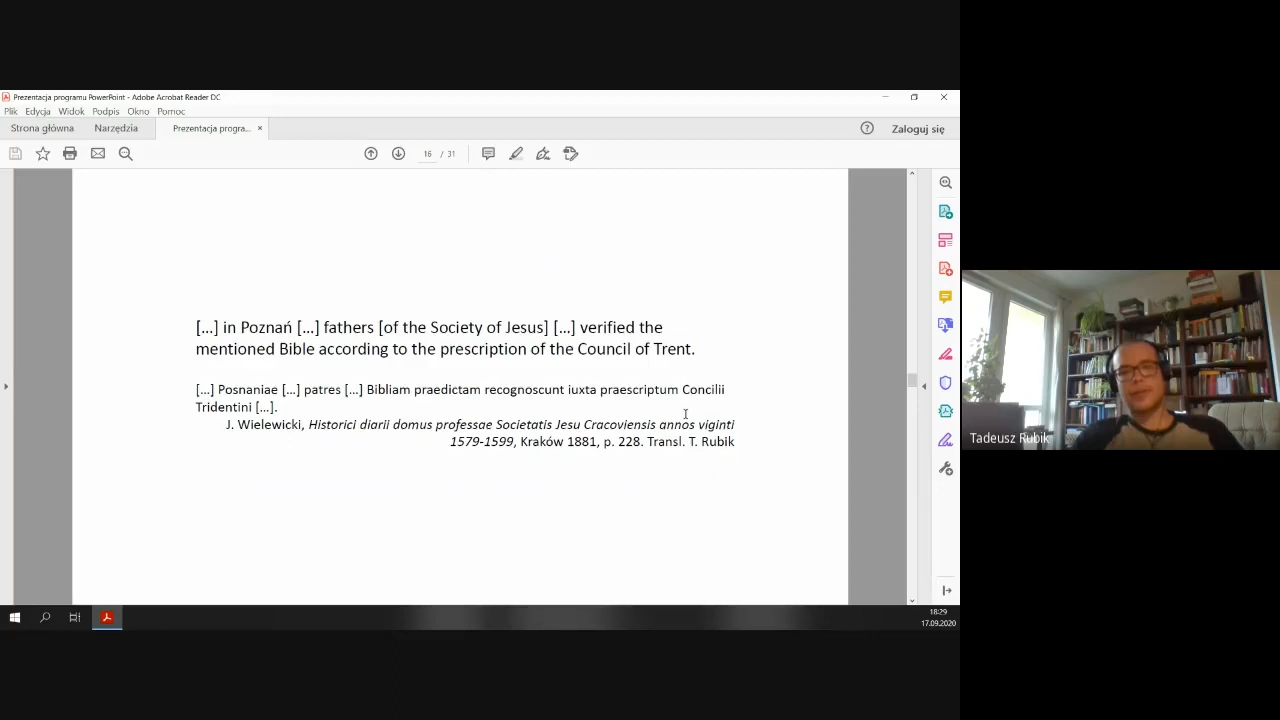 Prezentacja programu PowerPoint - Adobe Acrobat Reader DC
Plik Edycja Widok Podpis Okno Pomoc
Strona główna Narzędzia Prezentacja progra... × Zaloguj się
16 / 31
[...] in Poznań [...] fathers [of the Society of Jesus] [...] verified the
mentioned Bible according to the prescription of the Council of Trent.
[...] Posnaniae [...] patres [...] Bibliam praedictam recognoscunt iuxta praescriptum Concilii
Tridentini [...].
J. Wielewicki, Historici diarii domus professae Societatis Jesu Cracoviensis annos viginti
1579-1599, Kraków 1881, p. 228. Transl. T. Rubik
Tadeusz Rubik
18:29
17.09.2020